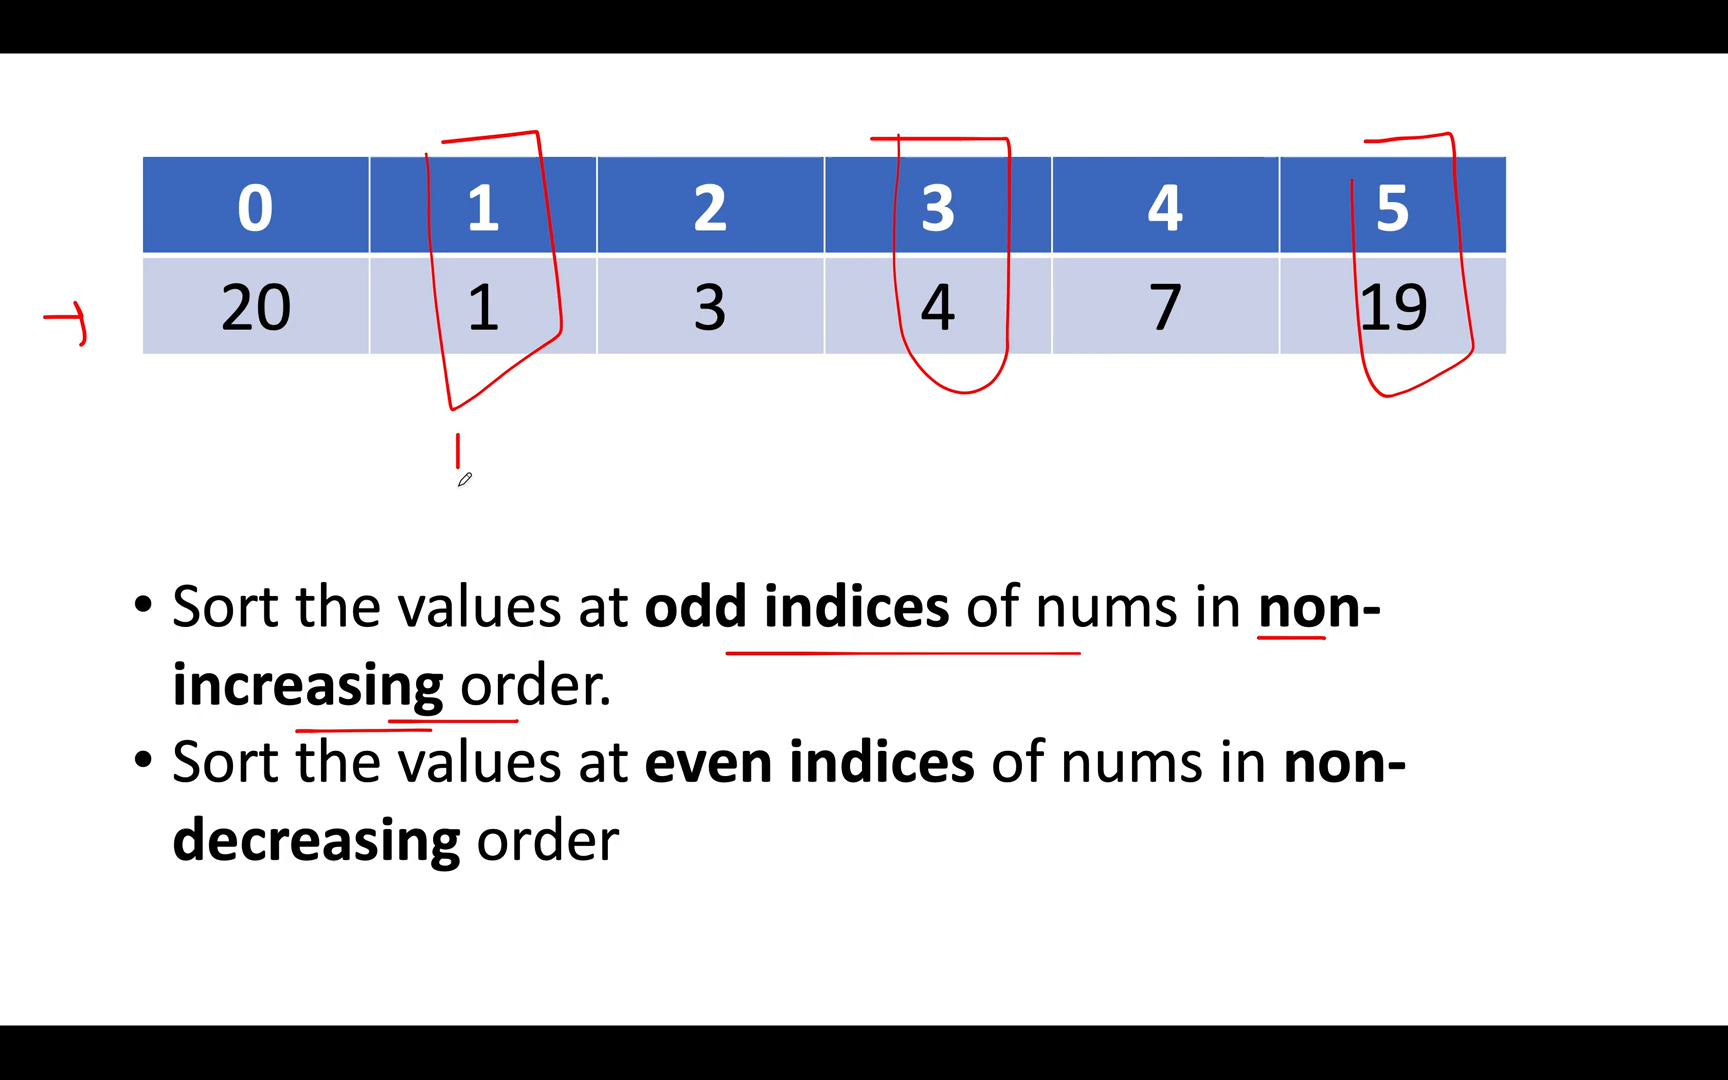 0 1 2 3 4 5
20 1 3 4 7 19
1
• Sort the values at odd indices of nums in non-
increasing order.
• Sort the values at even indices of nums in non-
decreasing order